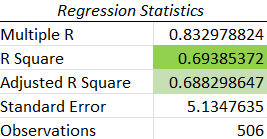 Regression Statistics
Multiple R 0.832978824
R Square 0.69385372
Adjusted R Square 0.688298647
Standard Error 5.1347635
Observations 506